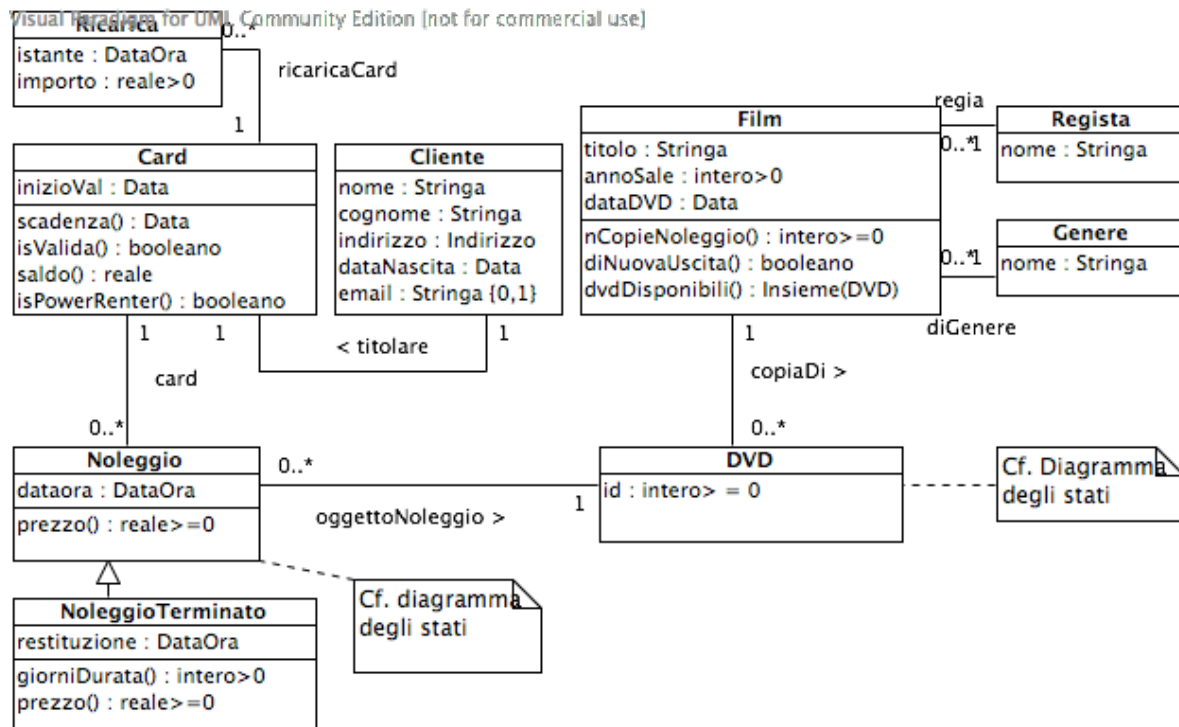 Visual Paradigm for UML Community Edition [not for commercial use]
Ricarica
istante : DataOra
importo : reale>0
0..*
ricaricaCard
1
Card
inizioVal : Data
scadenza() : Data
isValida() : booleano
saldo() : reale
isPowerRenter() : booleano
Cliente
nome : Stringa
cognome : Stringa
indirizzo : Indirizzo
dataNascita : Data
email : Stringa {0,1}
Film
titolo : Stringa
annoSale : intero>0
dataDVD : Data
nCopieNoleggio() : intero>=0
diNuovaUscita() : booleano
dvdDisponibili() : Insieme(DVD)
regia
0..*
1
Regista
nome : Stringa
0..*
1
Genere
nome : Stringa
diGenere
1
1
< titolare
1
card
0..*
1
copiaDi >
0..*
Noleggio
dataora : DataOra
prezzo() : reale>=0
0..*
oggettoNoleggio >
1
DVD
id : intero> = 0
Cf. Diagramma
degli stati
Cf. diagramma
degli stati
NoleggioTerminato
restituzione : DataOra
giorniDurata() : intero>0
prezzo() : reale>=0